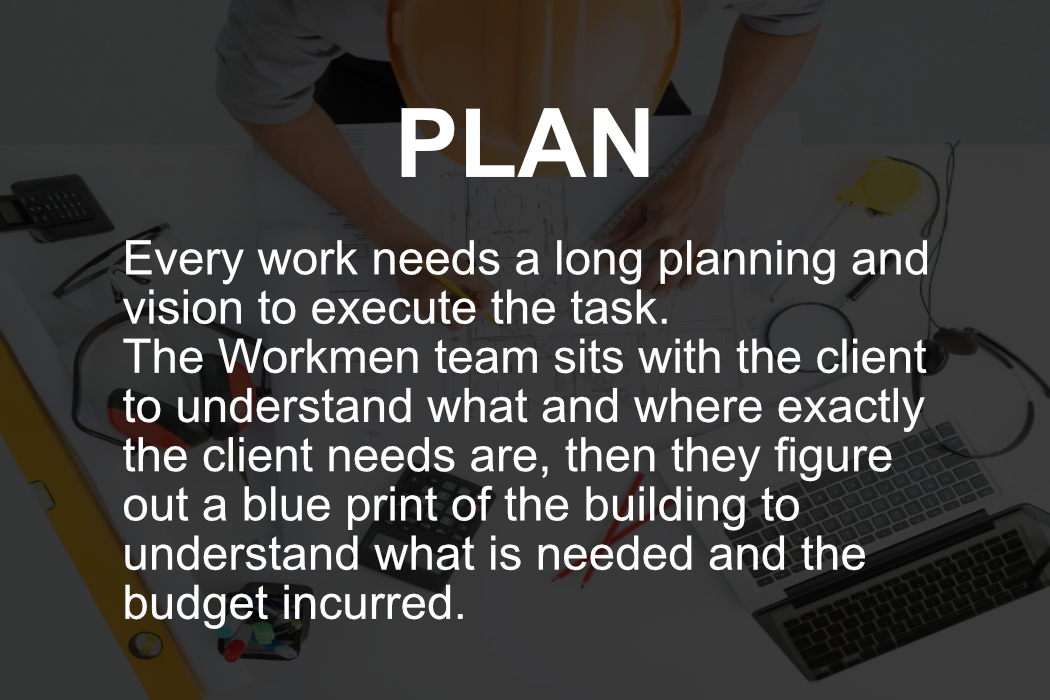 PLAN
Every work needs a long planning and
vision to execute the task.
The Workmen team sits with the client
to understand what and where exactly
the client needs are, then they figure
out a blue print of the building to
understand what is needed and the
budget incurred.